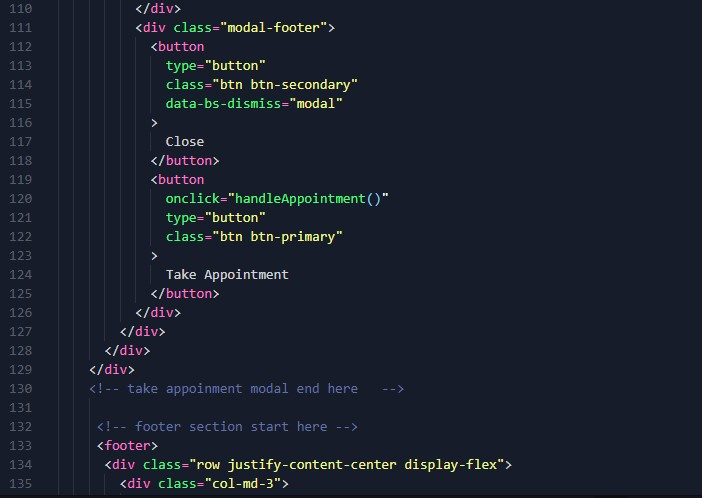 110 </div>
111 <div class="modal-footer">
112 <button
113 type="button"
114 class="btn btn-secondary"
115 data-bs-dismiss="modal"
116 >
117 Close
118 </button>
119 <button
120 onclick="handleAppointment()"
121 type="button"
122 class="btn btn-primary"
123 >
124 Take Appointment
125 </button>
126 </div>
127 </div>
128 </div>
129 </div>
130 <!-- take appoinment modal end here   -->
131
132 <!-- footer section start here -->
133 <footer>
134 <div class="row justify-content-center display-flex">
135 <div class="col-md-3">